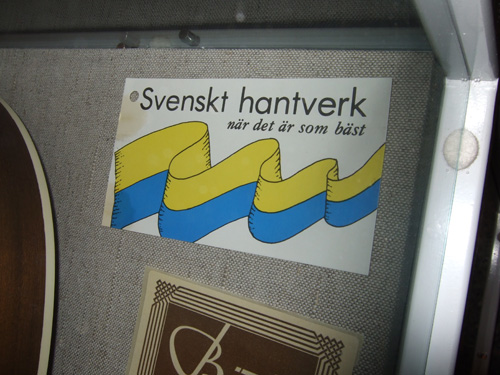 Svenskt hantverk
när det är som bäst